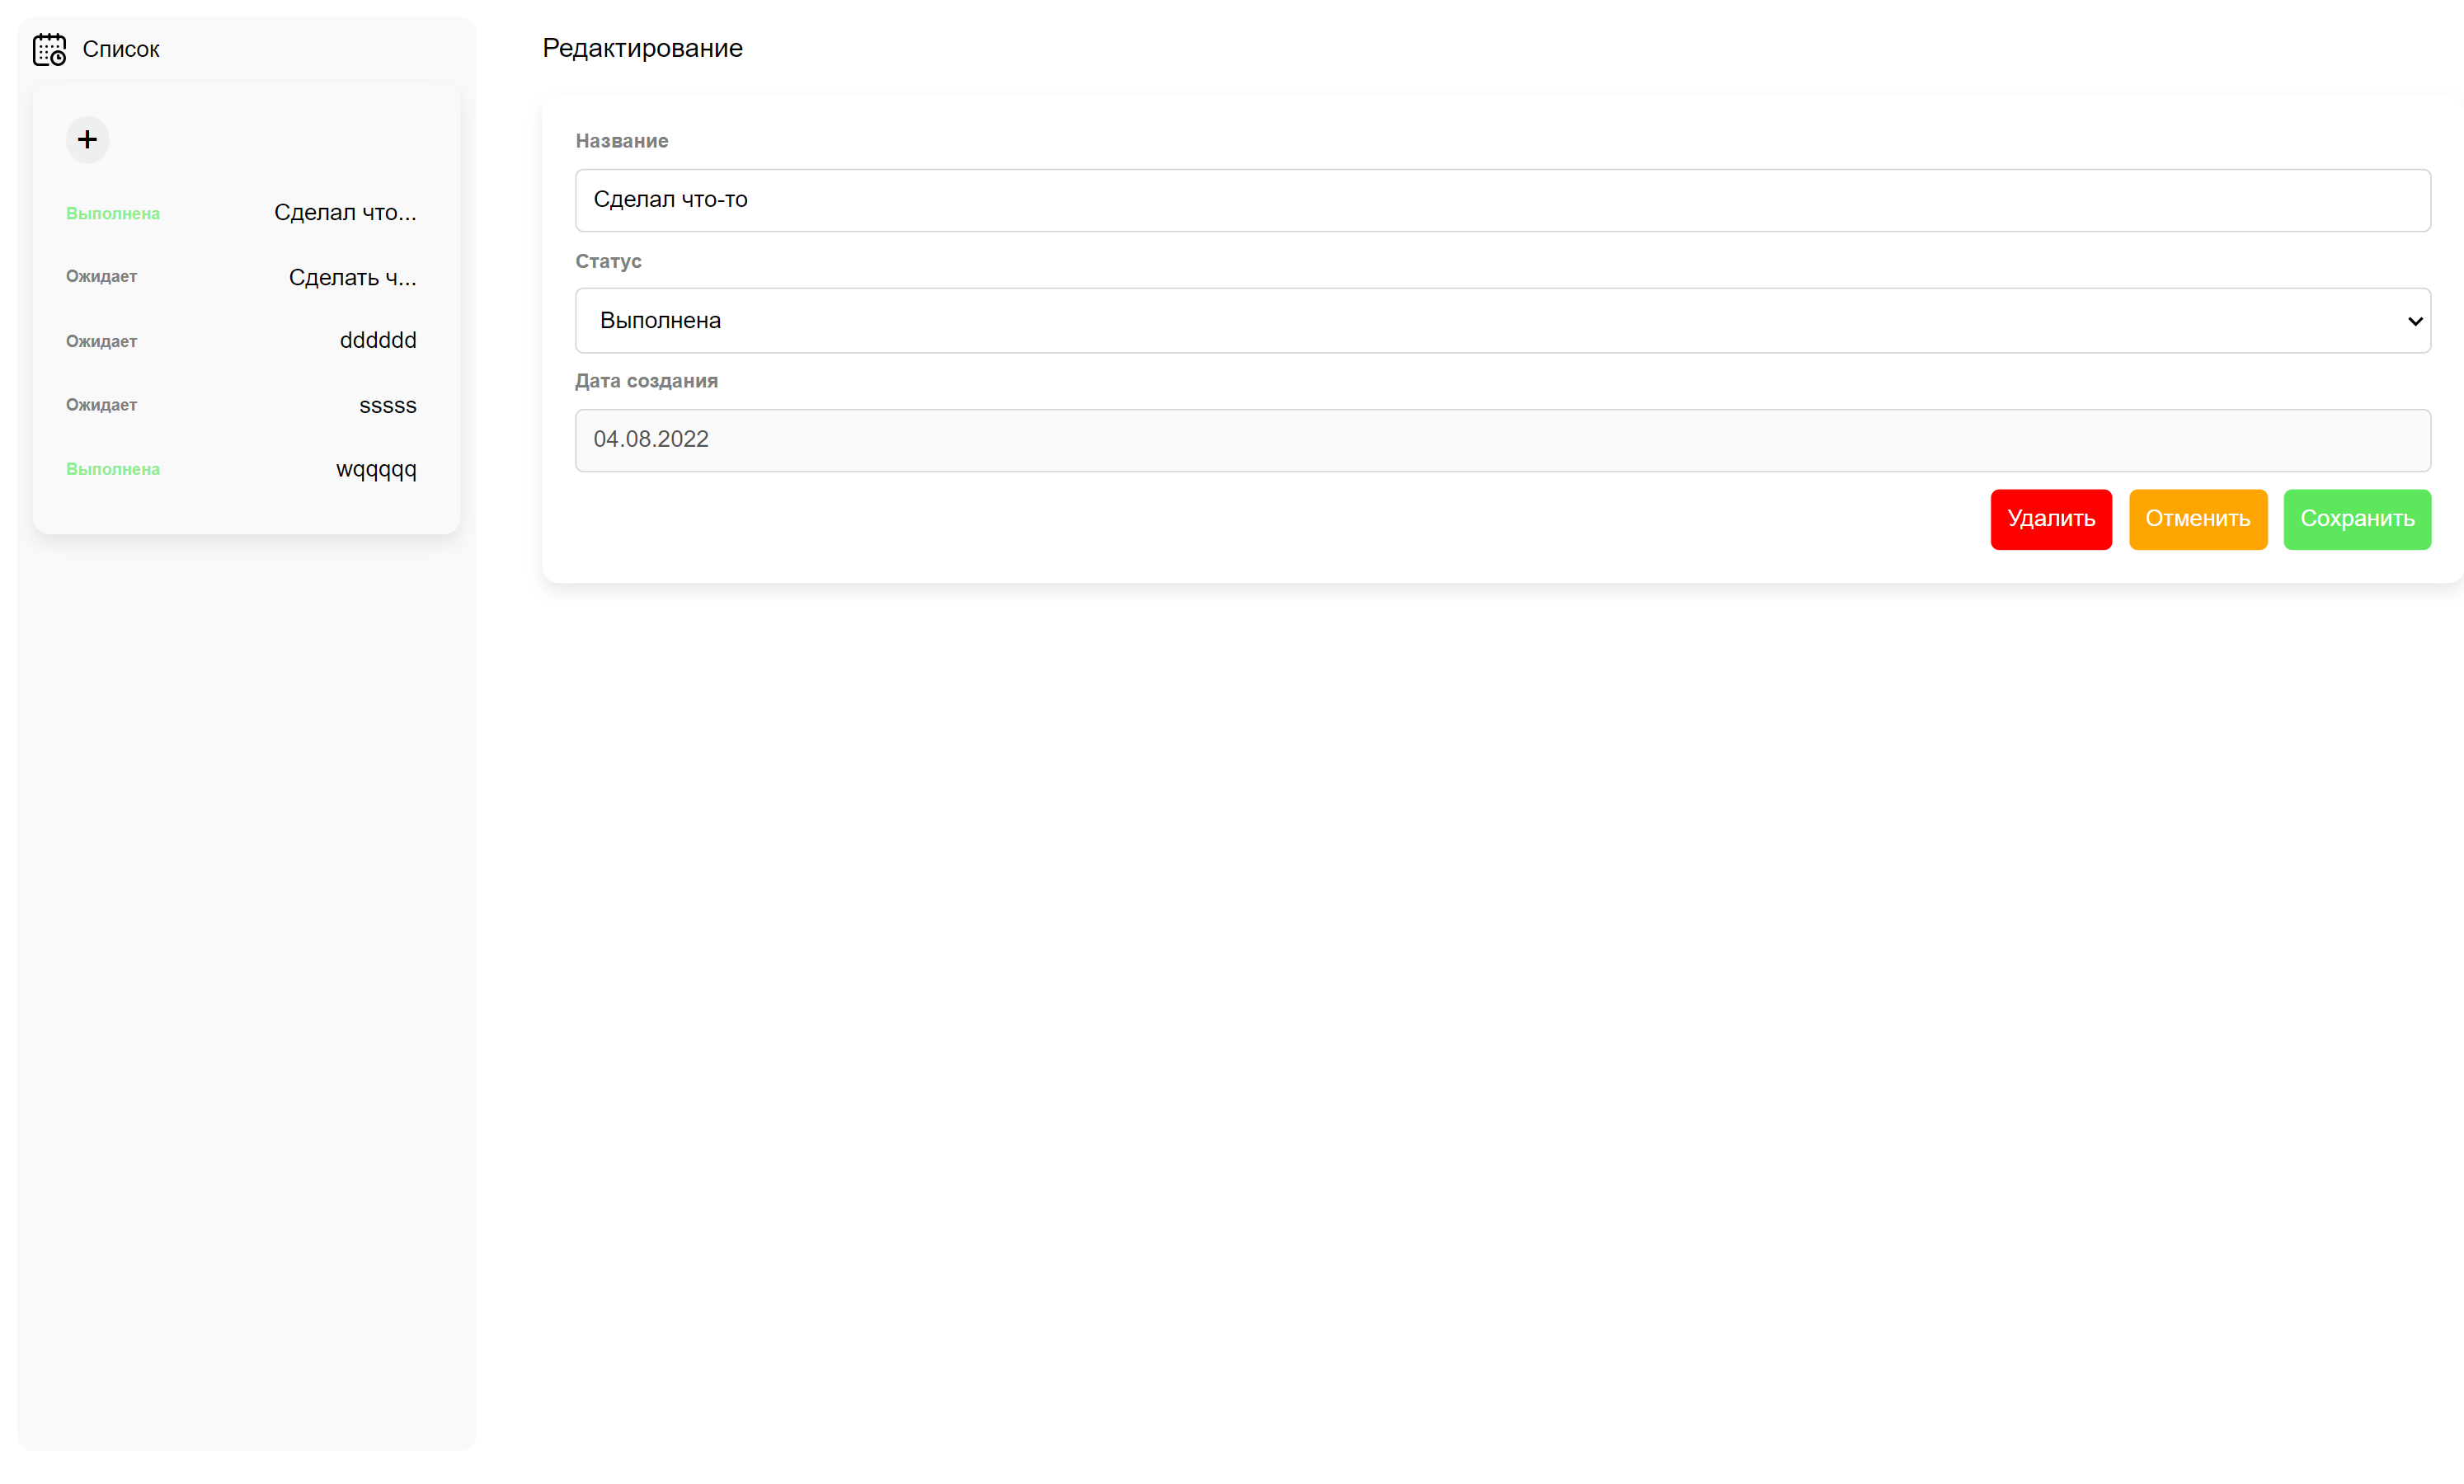 Список
+
Выполнена Сделал что...
Ожидает Сделать ч...
Ожидает dddddd
Ожидает sssss
Выполнена wqqqqq
Редактирование
Название
Сделал что-то
Статус
Выполнена
Дата создания
04.08.2022
Удалить Отменить Сохранить